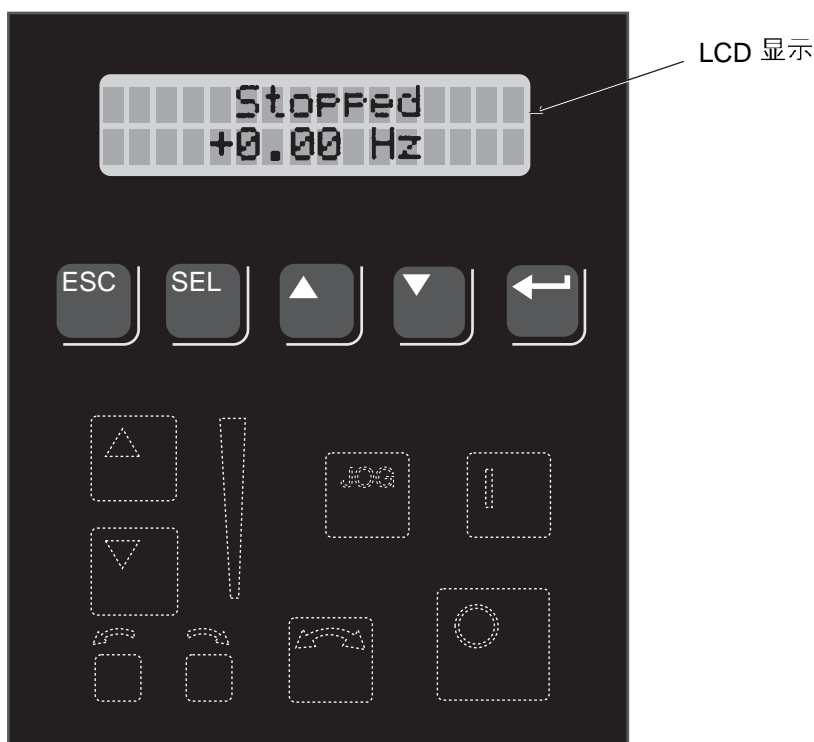 LCD 显示
Stopped
+0.00 Hz
ESC
SEL
JOG